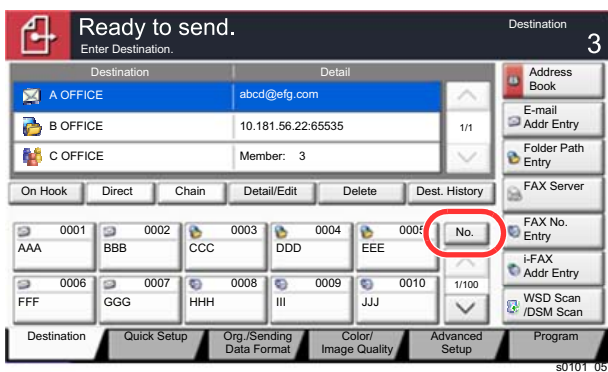 Ready to send.
Enter Destination.
Destination
3
Destination Detail
A OFFICE abcd@efg.com
B OFFICE 10.181.56.22:65535 1/1
C OFFICE Member: 3
On Hook Direct Chain Detail/Edit Delete Dest. History
0001 0002 0003 0004 0005 No.
AAA BBB CCC DDD EEE
0006 0007 0008 0009 0010 1/100
FFF GGG HHH III JJJ
Address
Book
E-mail
Addr Entry
Folder Path
Entry
FAX Server
FAX No.
Entry
i-FAX
Addr Entry
WSD Scan
/DSM Scan
Destination Quick Setup Org./Sending
Data Format Color/
Image Quality Advanced
Setup Program
s0101_05